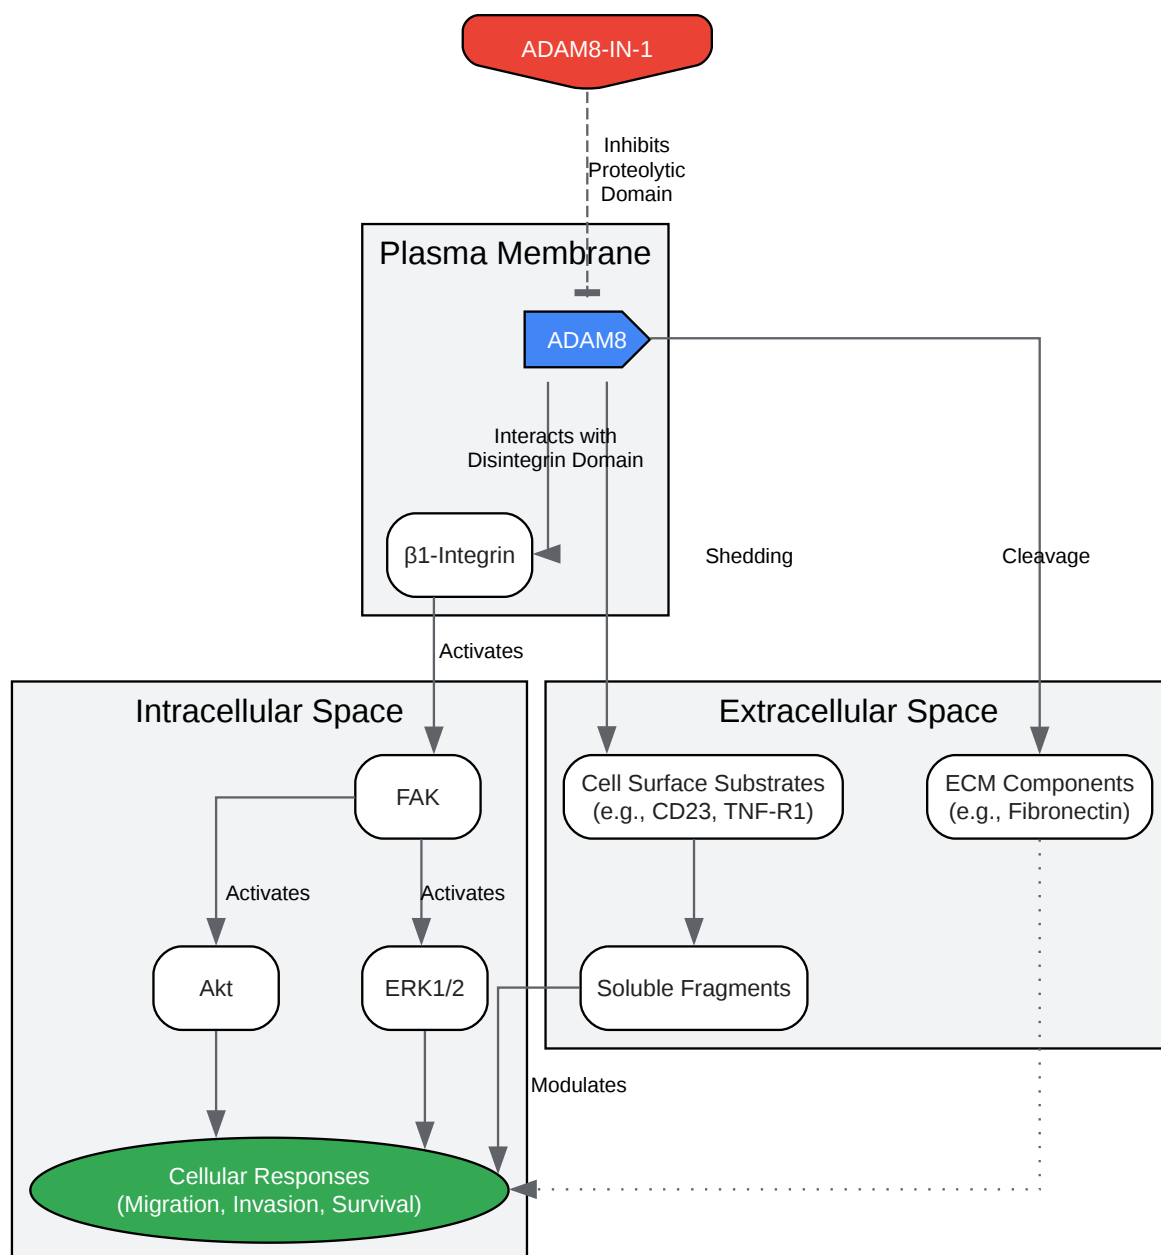 ADAM8-IN-1
Inhibits
Proteolytic
Domain
Plasma Membrane
ADAM8
Interacts with
Disintegrin Domain
β1-Integrin
Shedding
Cleavage
Activates
Intracellular Space
Extracellular Space
FAK
Cell Surface Substrates
(e.g., CD23, TNF-R1)
ECM Components
(e.g., Fibronectin)
Activates
Activates
Akt
ERK1/2
Soluble Fragments
Modulates
Cellular Responses
(Migration, Invasion, Survival)